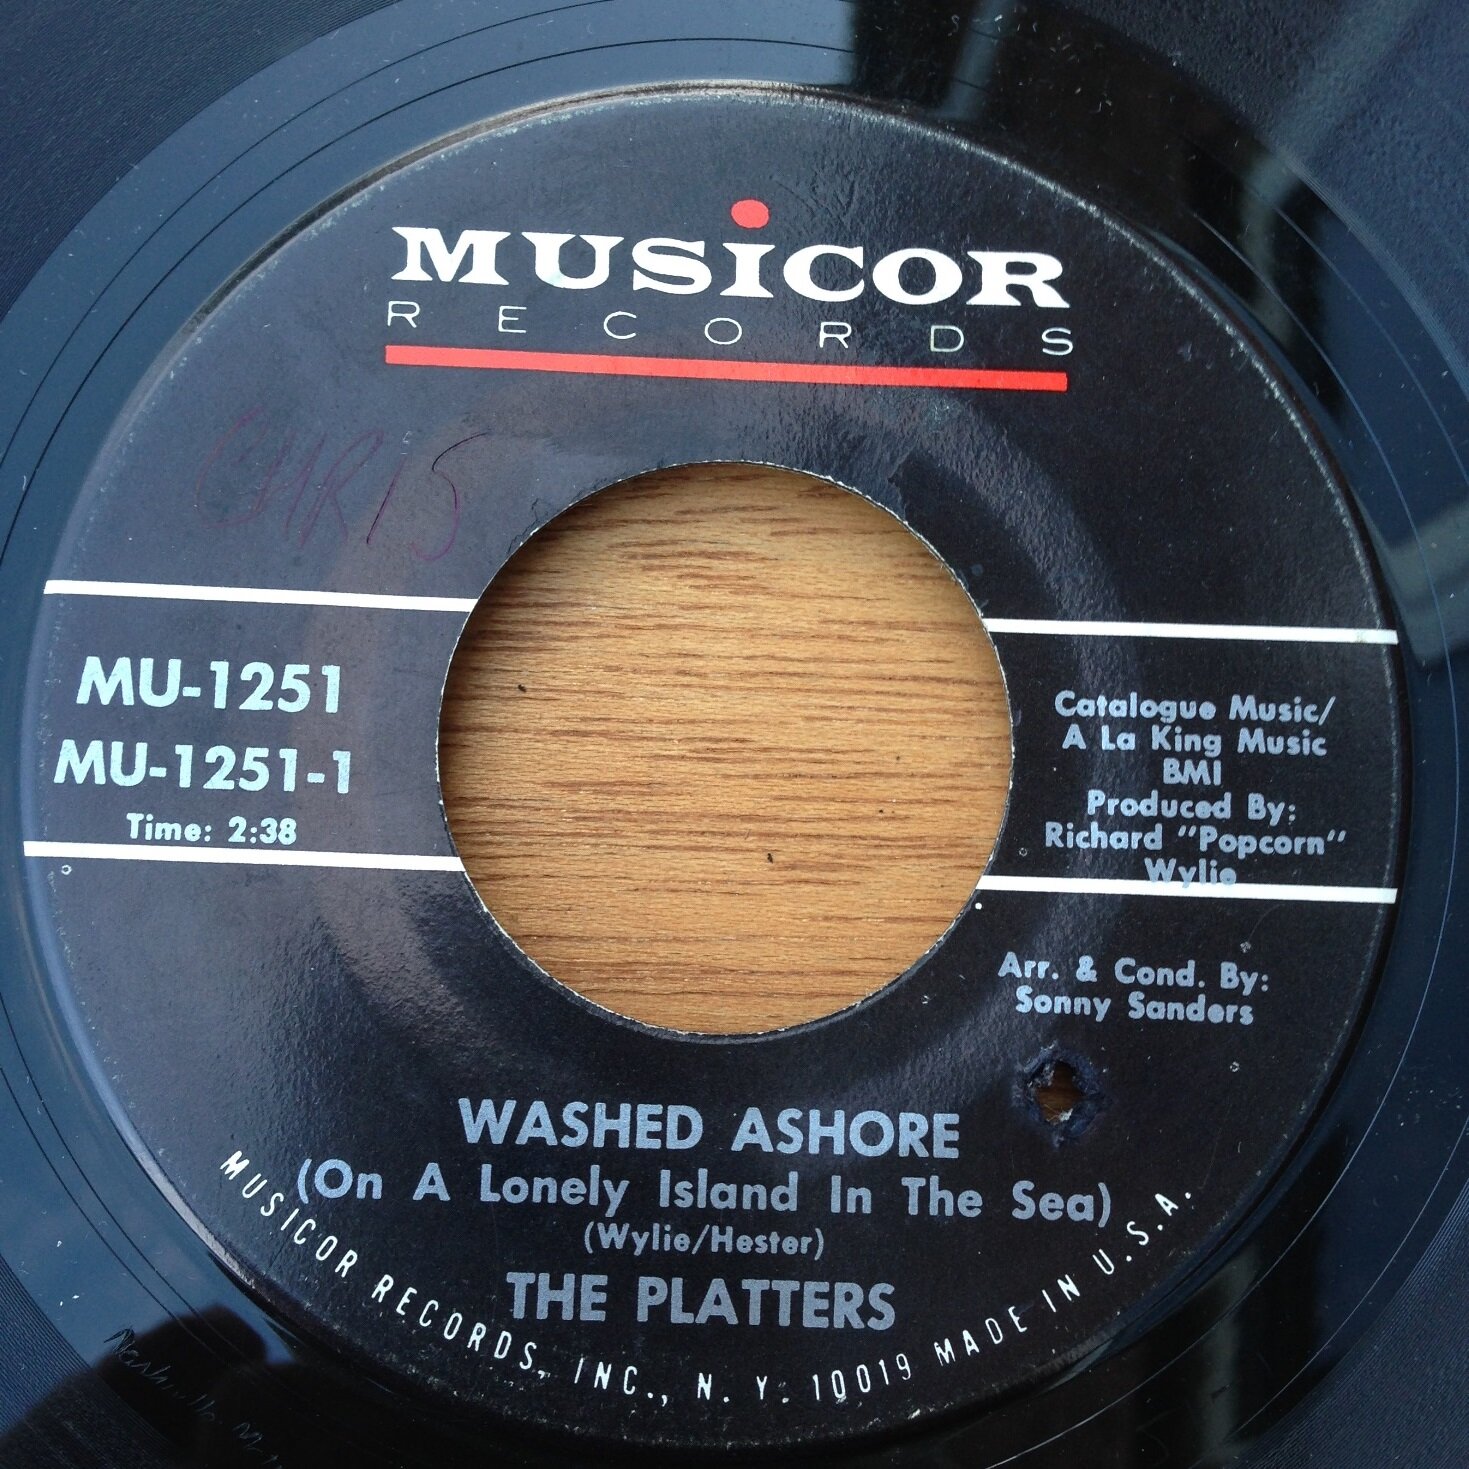 MUSICOR
RECORDS
CHRIS
MU-1251
MU-1251-1
Time: 2:38
Catalogue Music/
A La King Music
BMI
Produced By:
Richard "Popcorn"
Wylie
Arr. & Cond. By:
Sonny Sanders
WASHED ASHORE
(On A Lonely Island In The Sea)
(Wylie/Hester)
THE PLATTERS
MUSICOR RECORDS, INC., N. Y. 10019 MADE IN U.S.A.